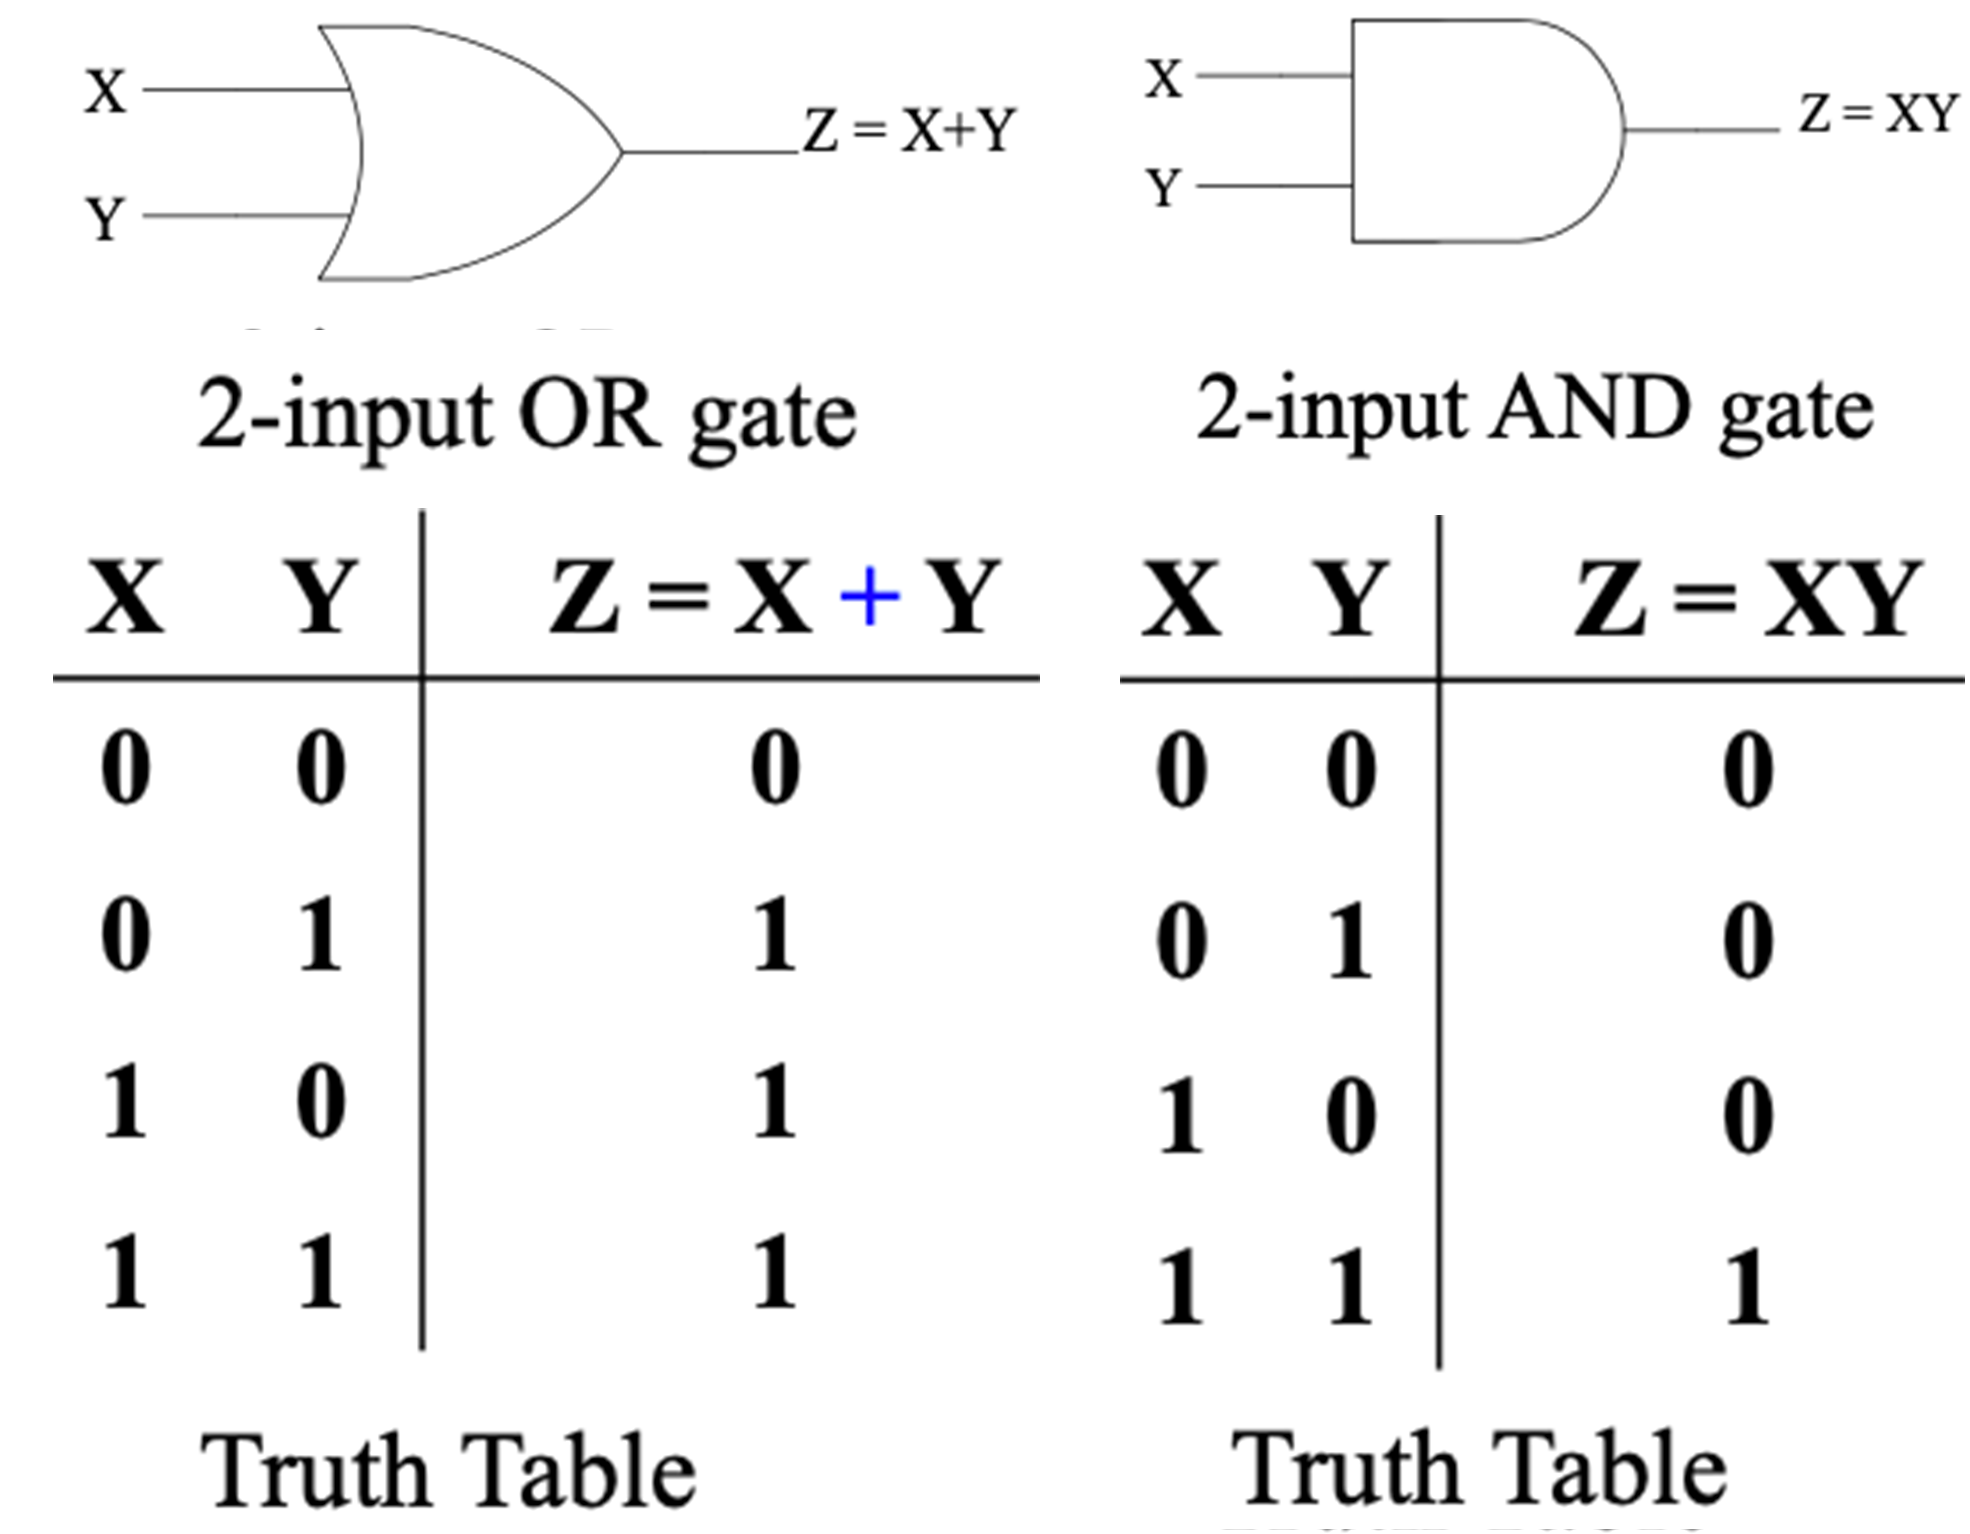 X
Y
Z = X+Y
2-input OR gate
X Y Z = X + Y
0 0 0
0 1 1
1 0 1
1 1 1
Truth Table
X
Y
Z = XY
2-input AND gate
X Y Z = XY
0 0 0
0 1 0
1 0 0
1 1 1
Truth Table